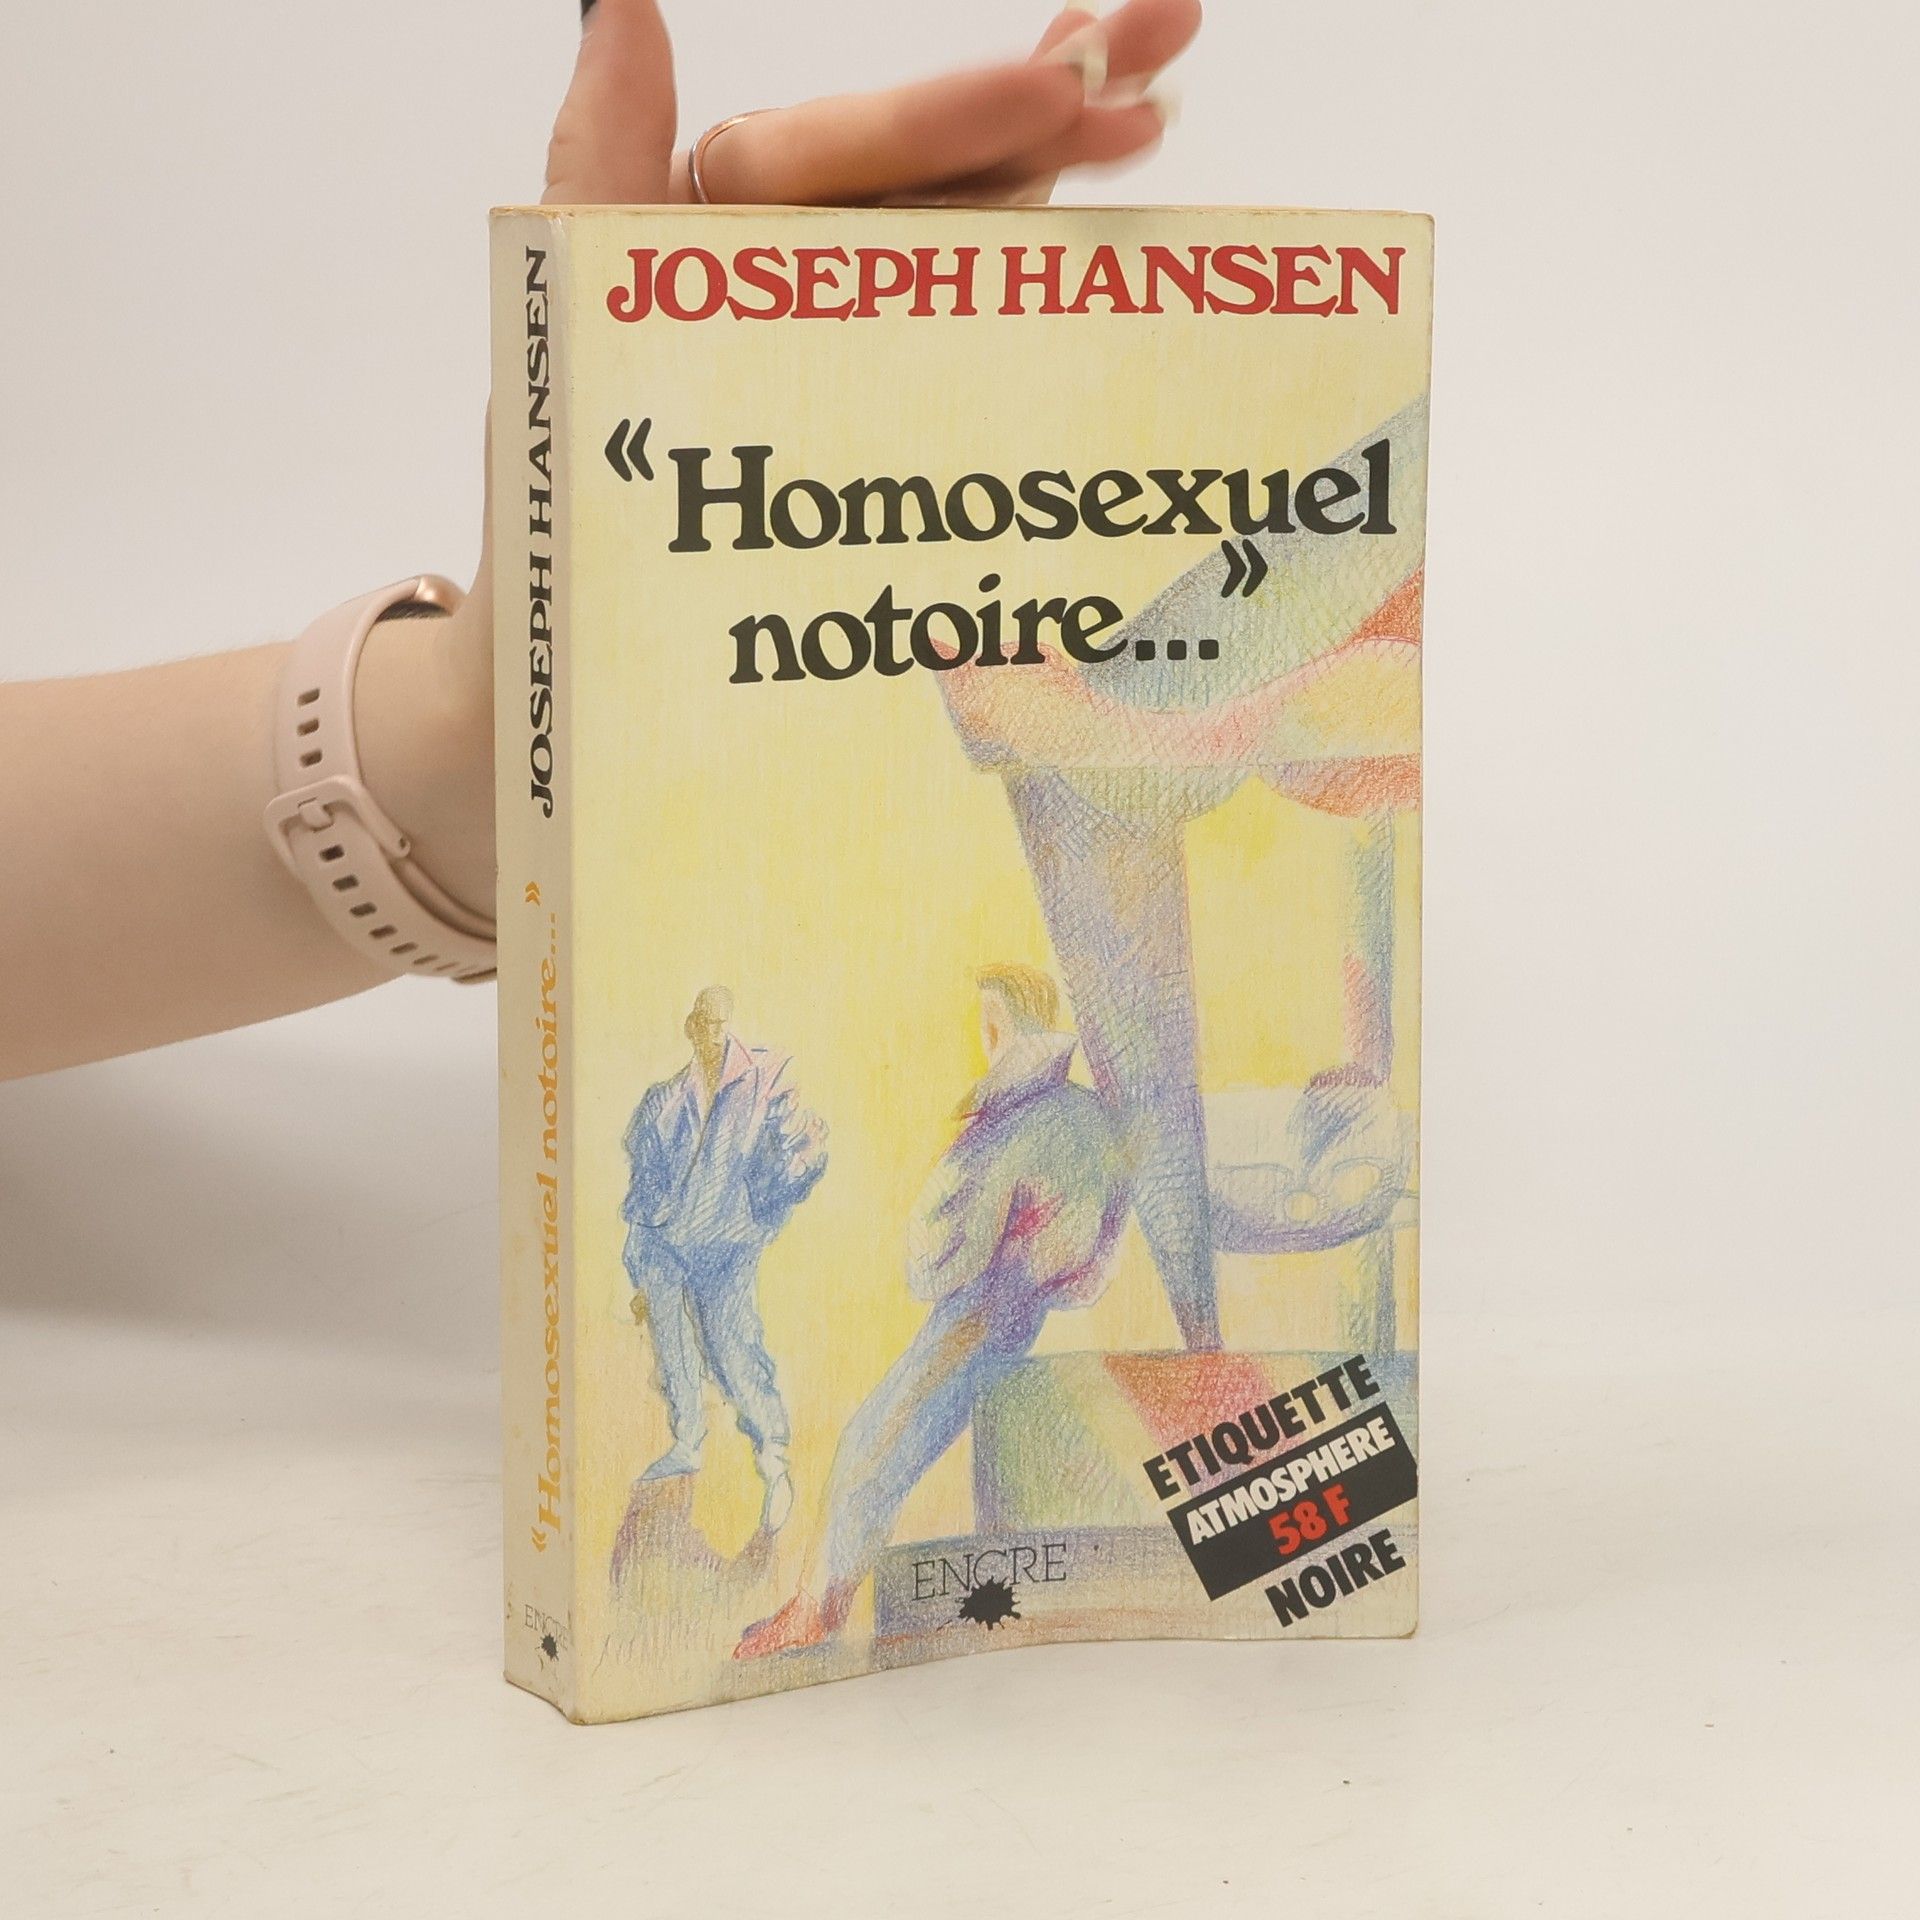 JOSEPH HANSEN
« Homosexuel
notoire... »
ETIQUETTE
ATMOSPHERE
58 F
NOIRE
ENCRE
JOSEPH HANSEN
« Homosexuel notoire... »
ENCRE